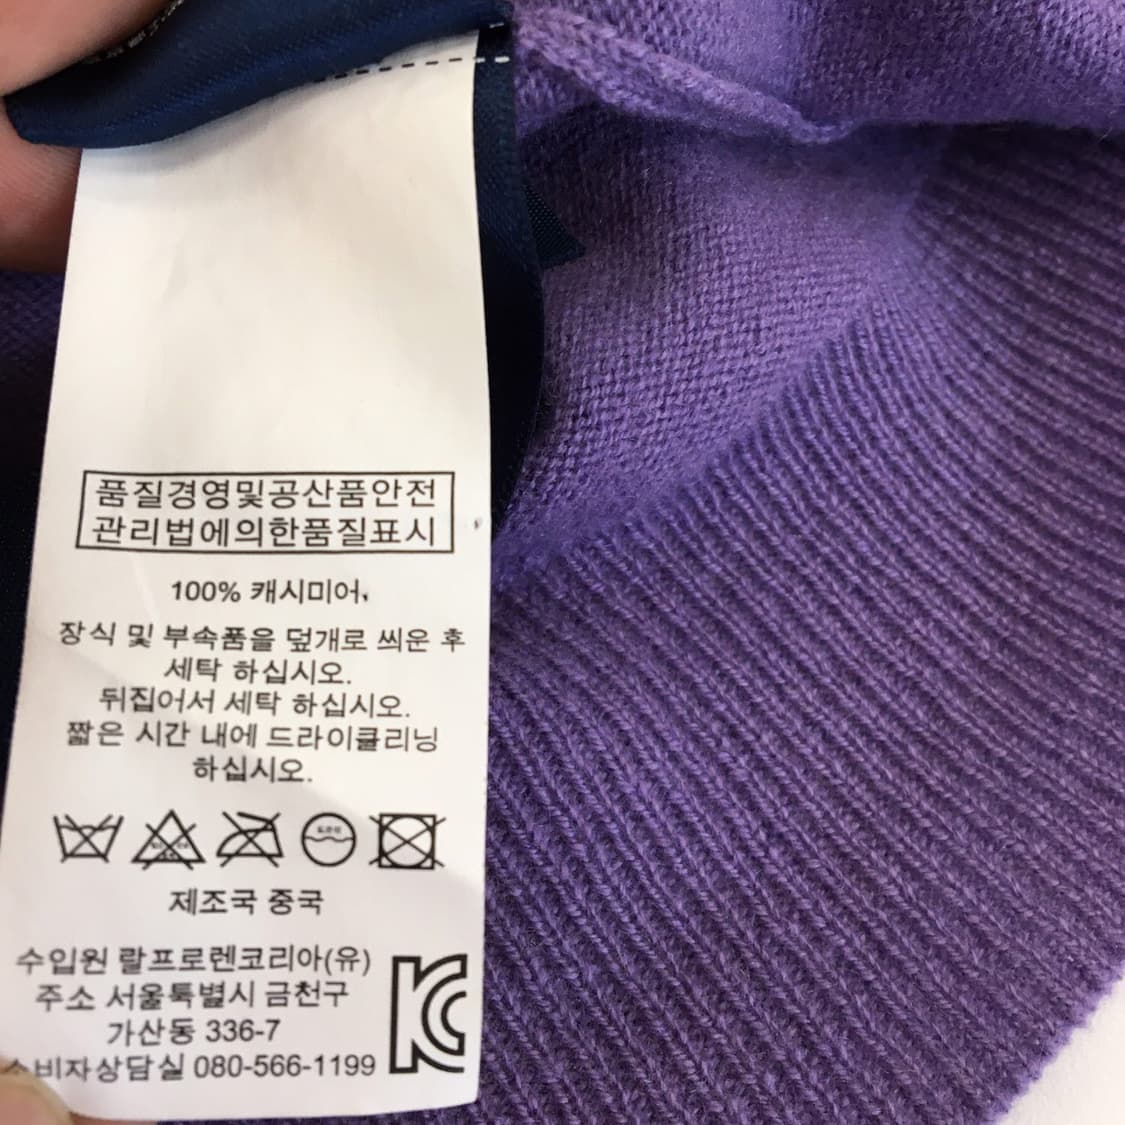 품질경영및공산품안전
관리법에의한품질표시
100% 캐시미어,
장식 및 부속품을 덮개로 씌운 후
세탁 하십시오.
뒤집어서 세탁 하십시오.
짧은 시간 내에 드라이클리닝
하십시오.
제조국 중국
수입원 랄프로렌코리아(유)
주소 서울특별시 금천구
가산동 336-7
소비자상담실 080-566-1199
KC